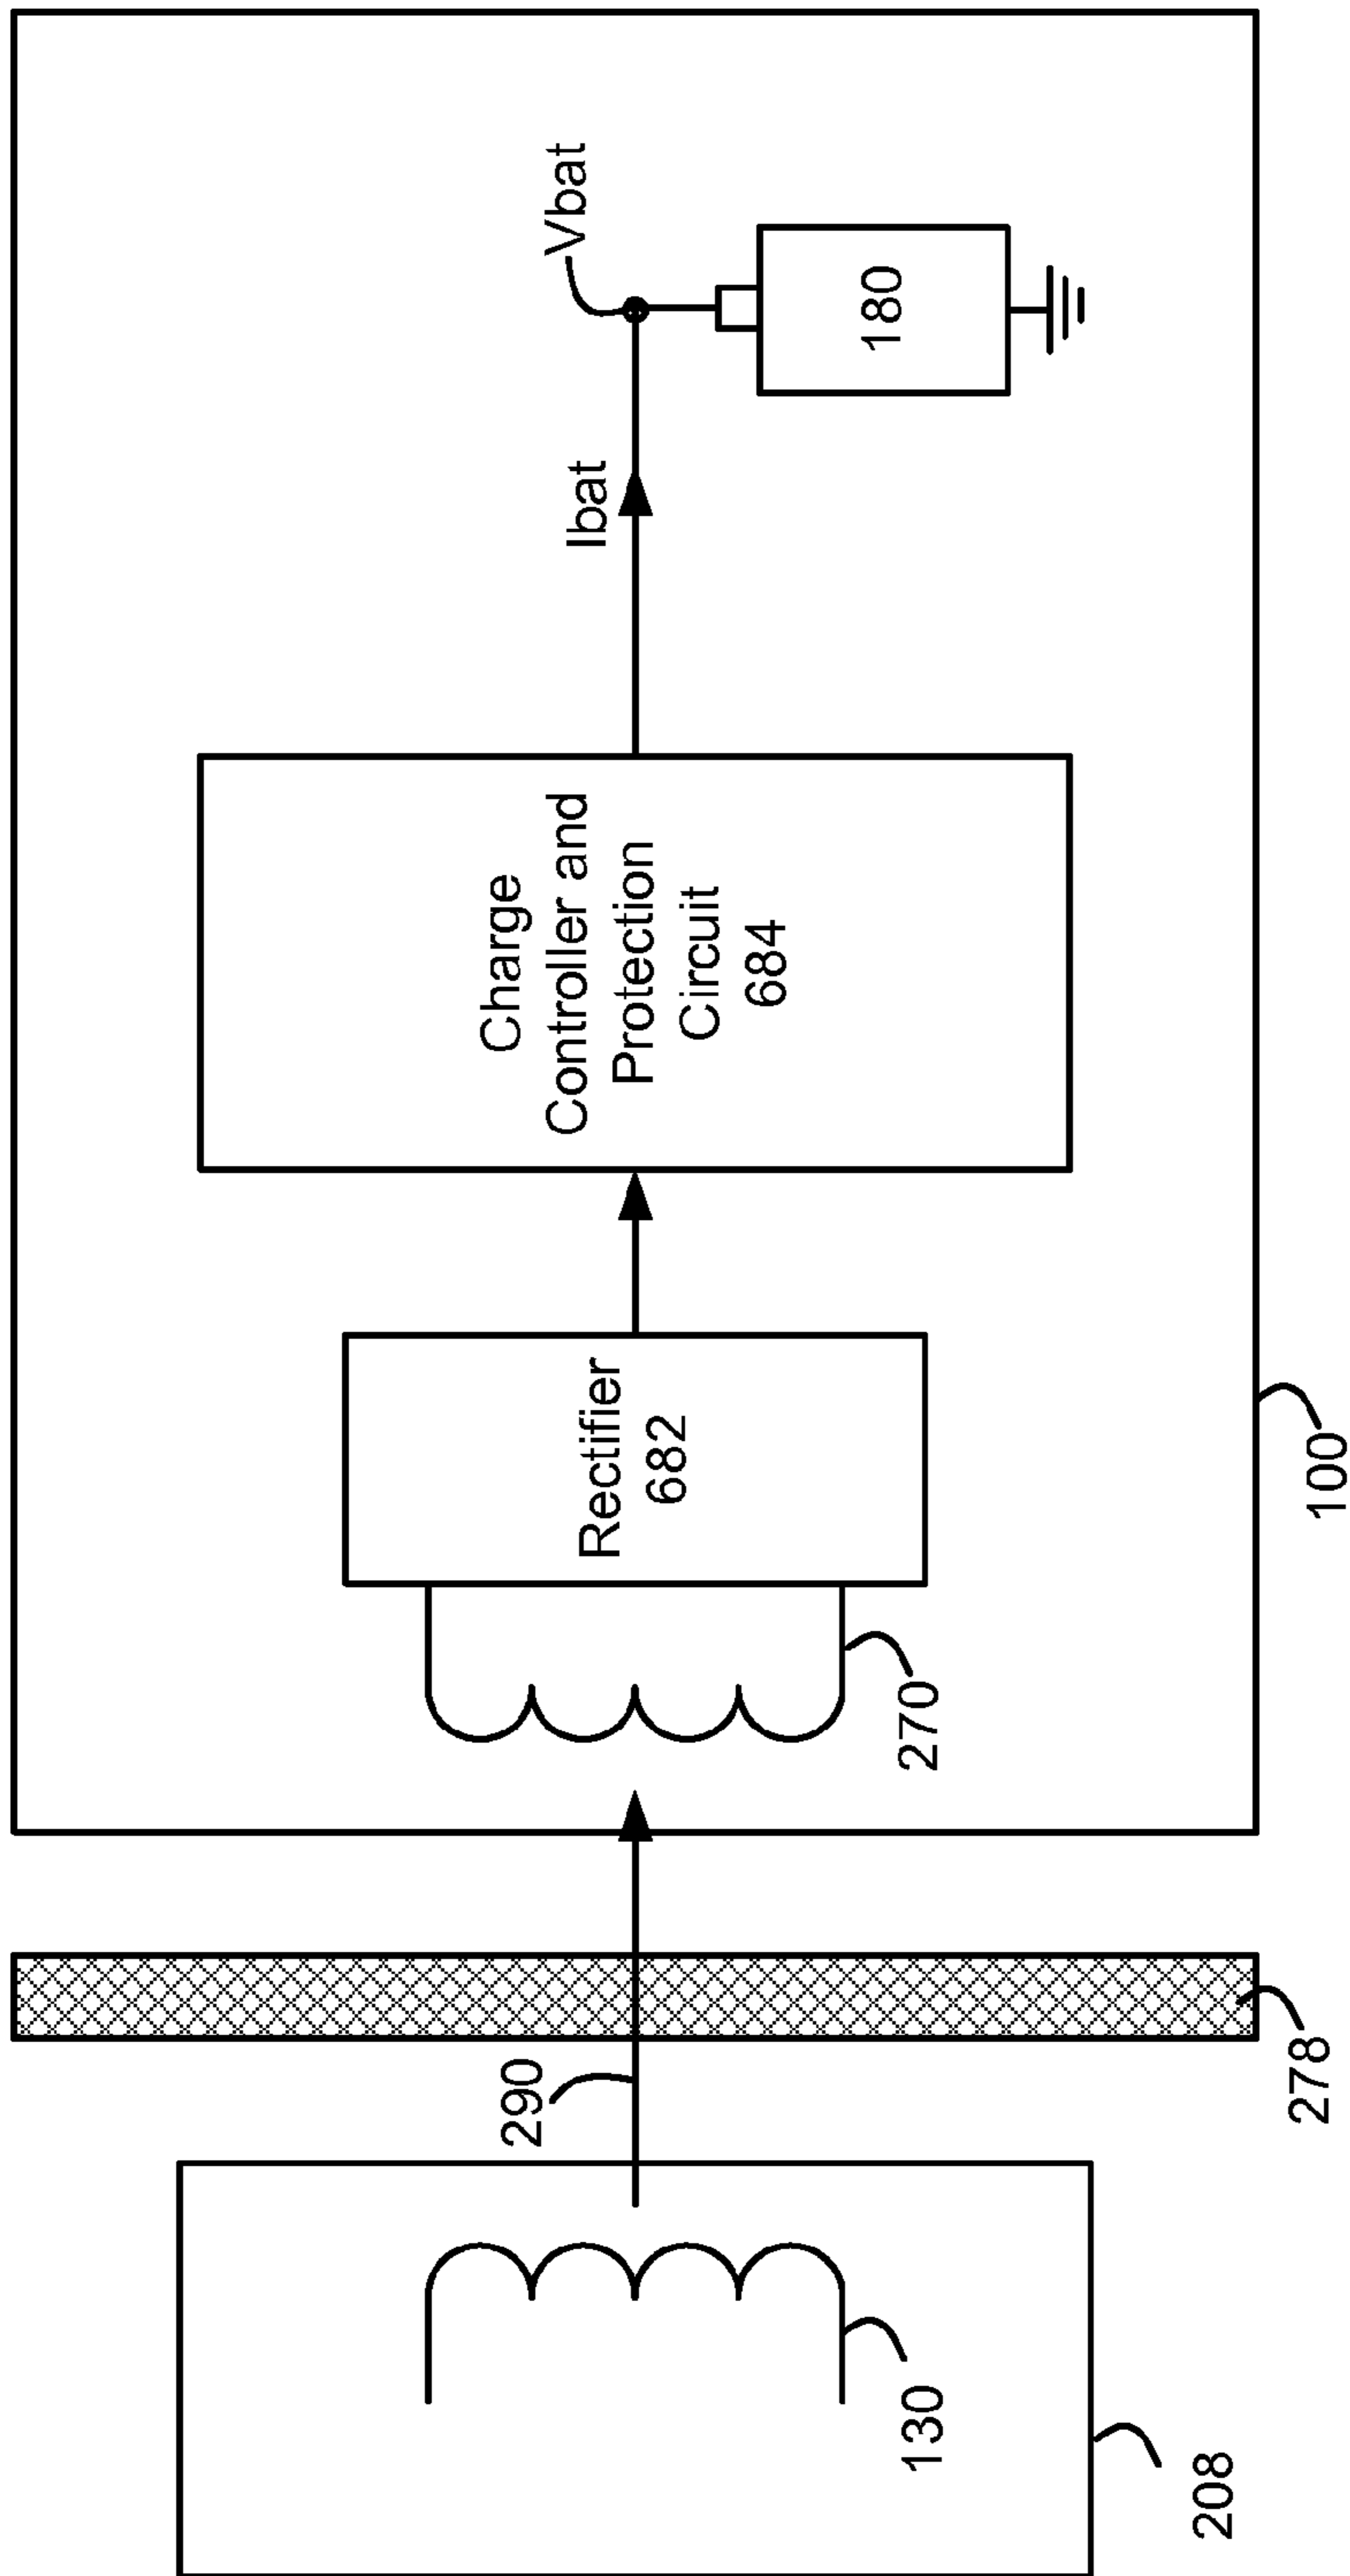 208
130
290
278
270
Rectifier
682
100
Charge
Controller and
Protection
Circuit
684
Ibat
Vbat
180